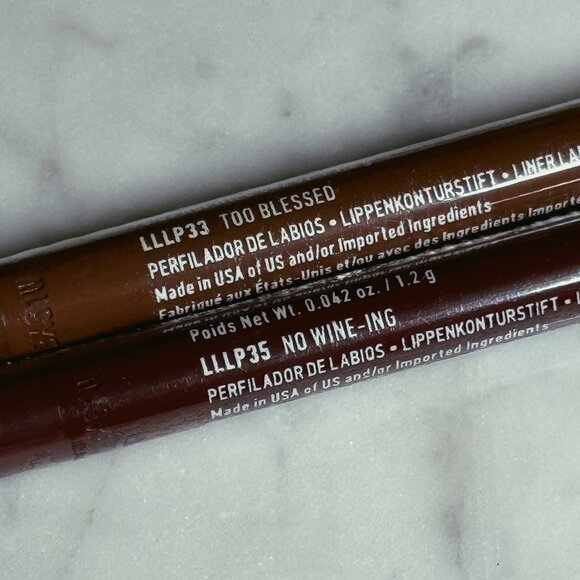 LLLP33 TOO BLESSED
PERFILADOR DE LABIOS • LIPPENKONTURSTIFT • LINER
Made in USA of US and/or Imported Ingredients
Fabriqué aux États-Unis et/ou avec des Ingredients
Poids Net Wt. 0.042 oz. / 1.2 g
LLLP35 NO WINE-ING
PERFILADOR DE LABIOS • LIPPENKONTURSTIFT •
Made in USA of US and/or Imported Ingredients